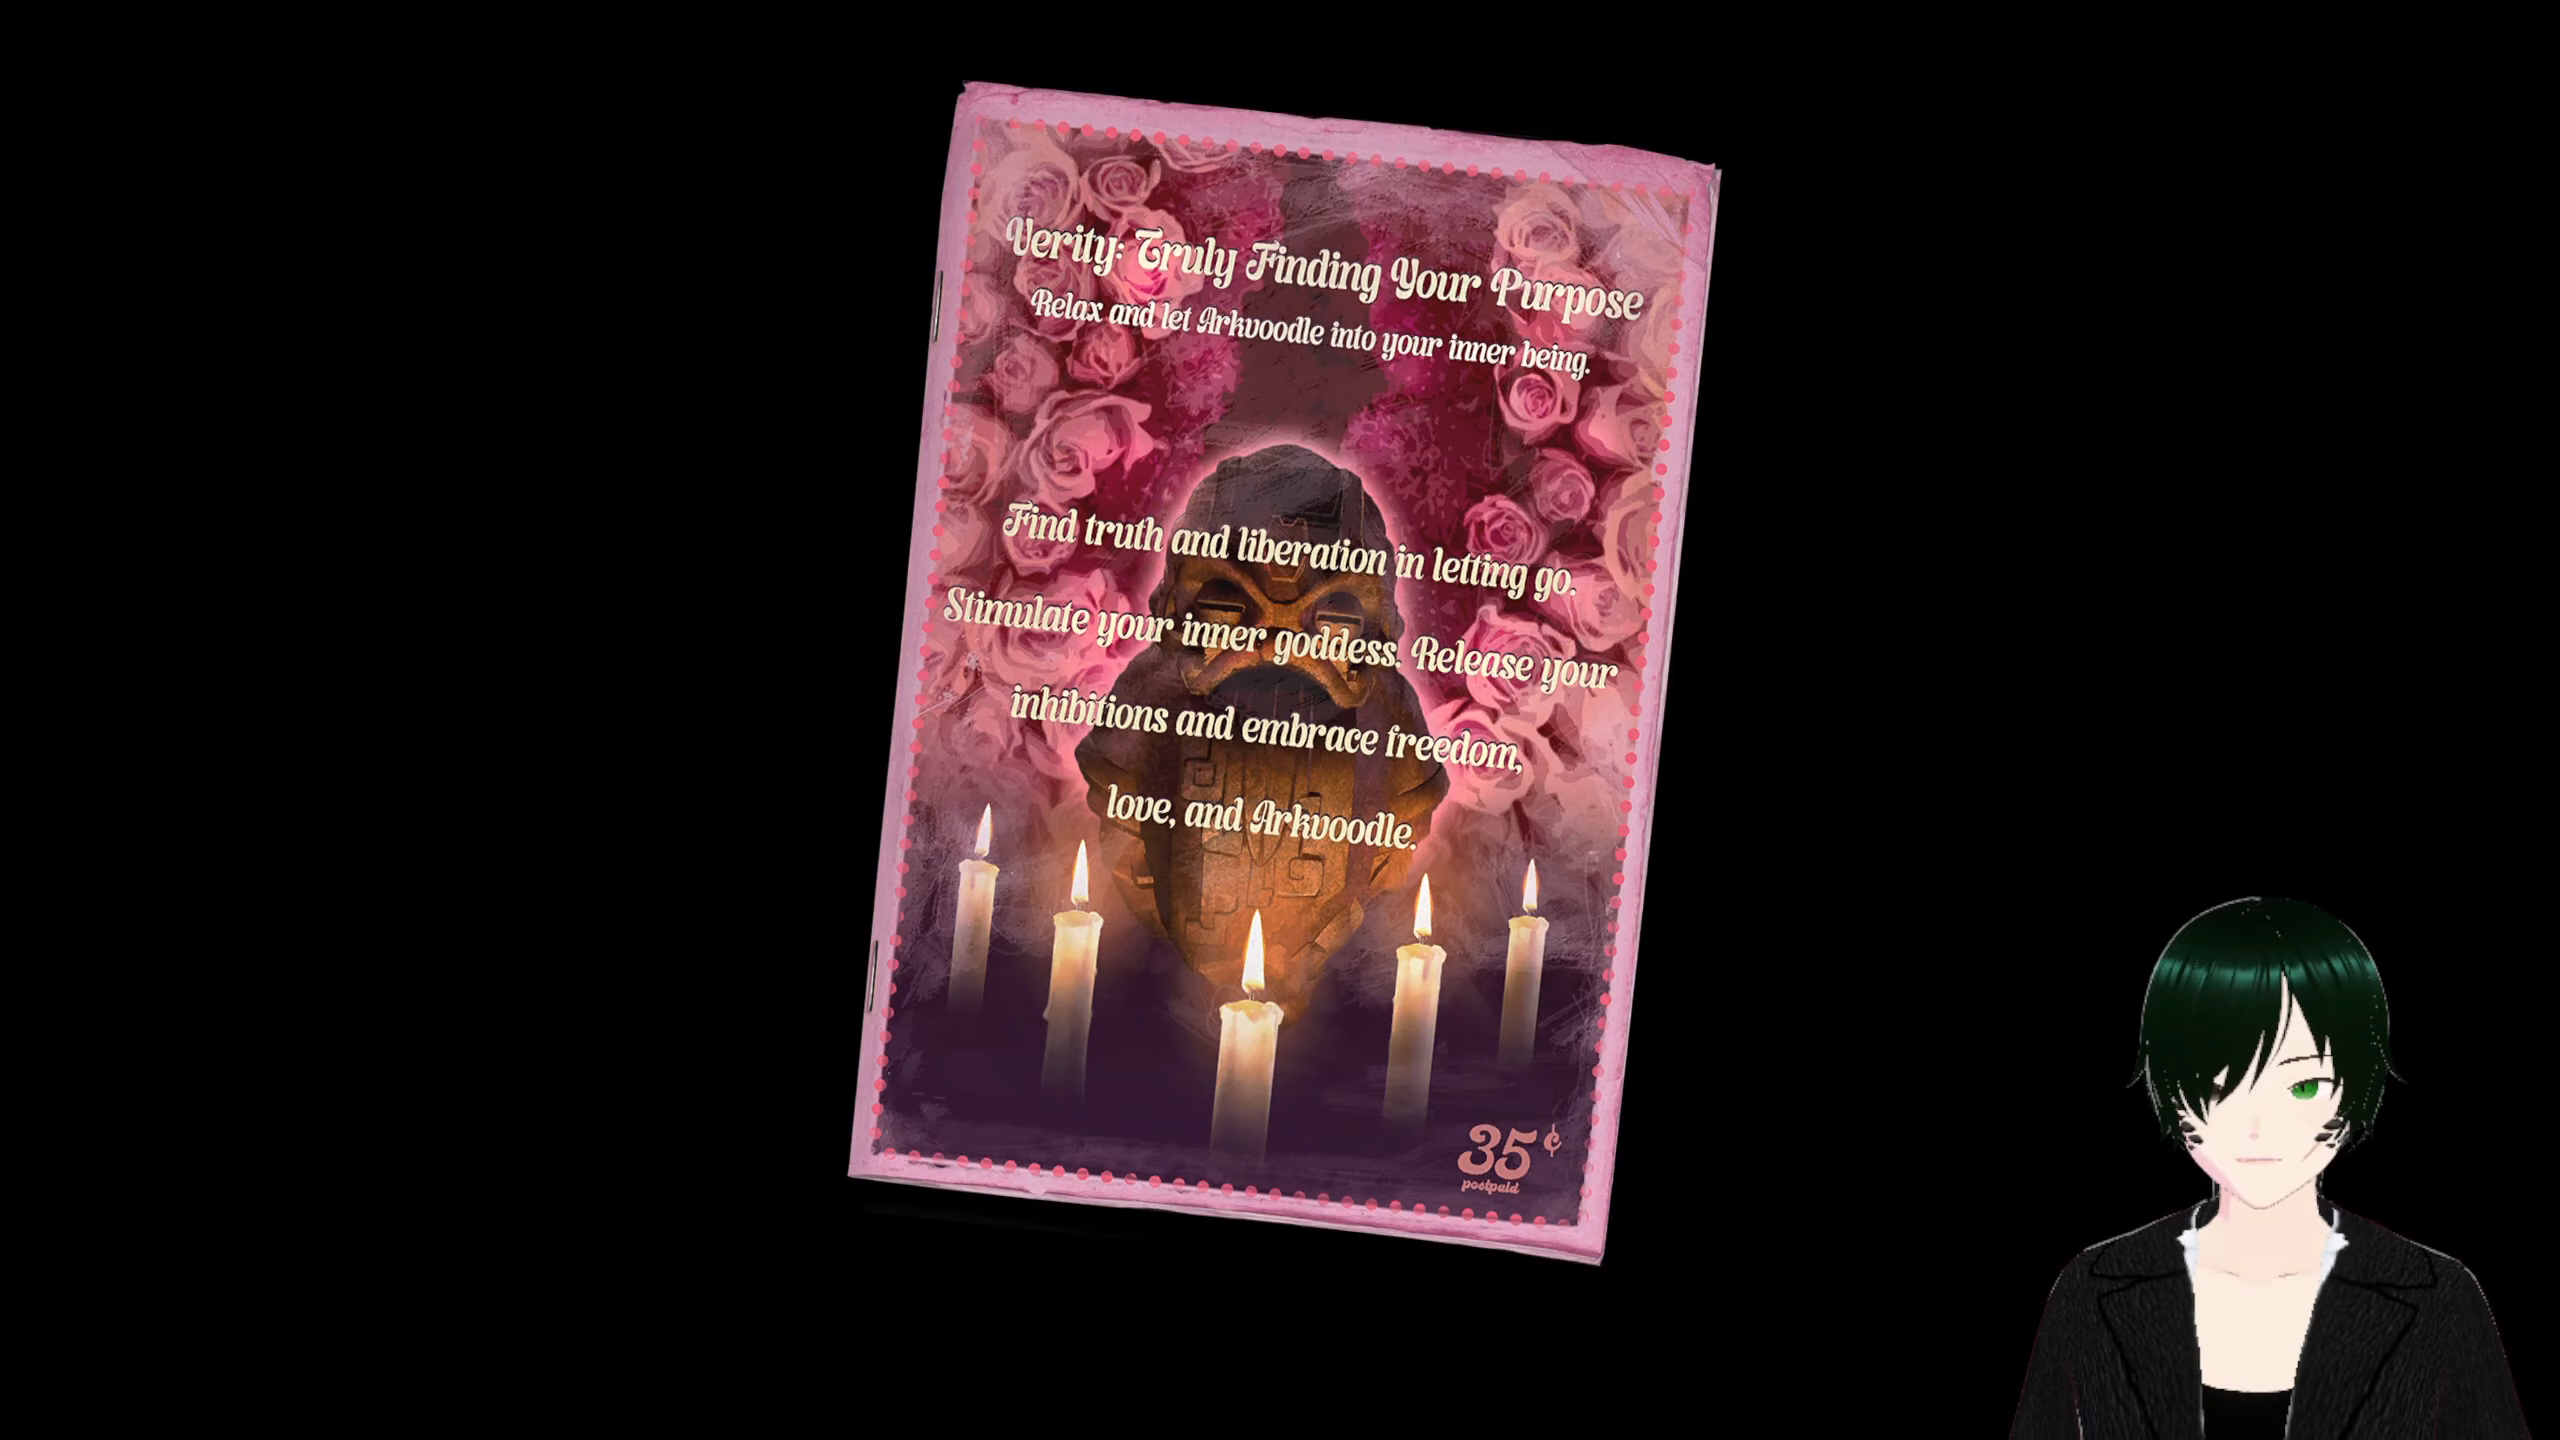 Verity: Truly Finding Your Purpose
Relax and let Arkvoodle into your inner being.
Find truth and liberation in letting go.
Stimulate your inner goddess. Release your
inhibitions and embrace freedom,
love, and Arkvoodle.
35¢
postpaid